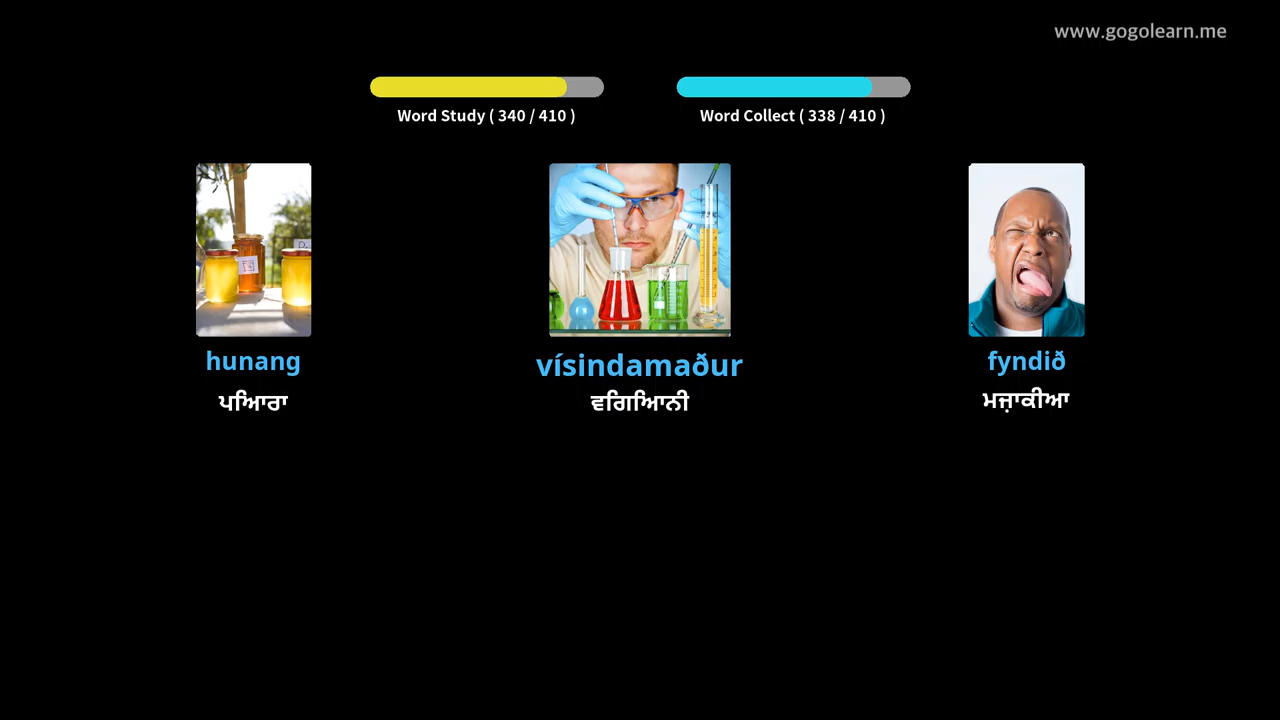 www.gogolearn.me
Word Study ( 340 / 410 )
Word Collect ( 338 / 410 )
hunang
vísindamaður
fyndið
ਪਿਆਰਾ
ਵਿਗਿਆਨੀ
ਮਜ਼ਾਕੀਆ